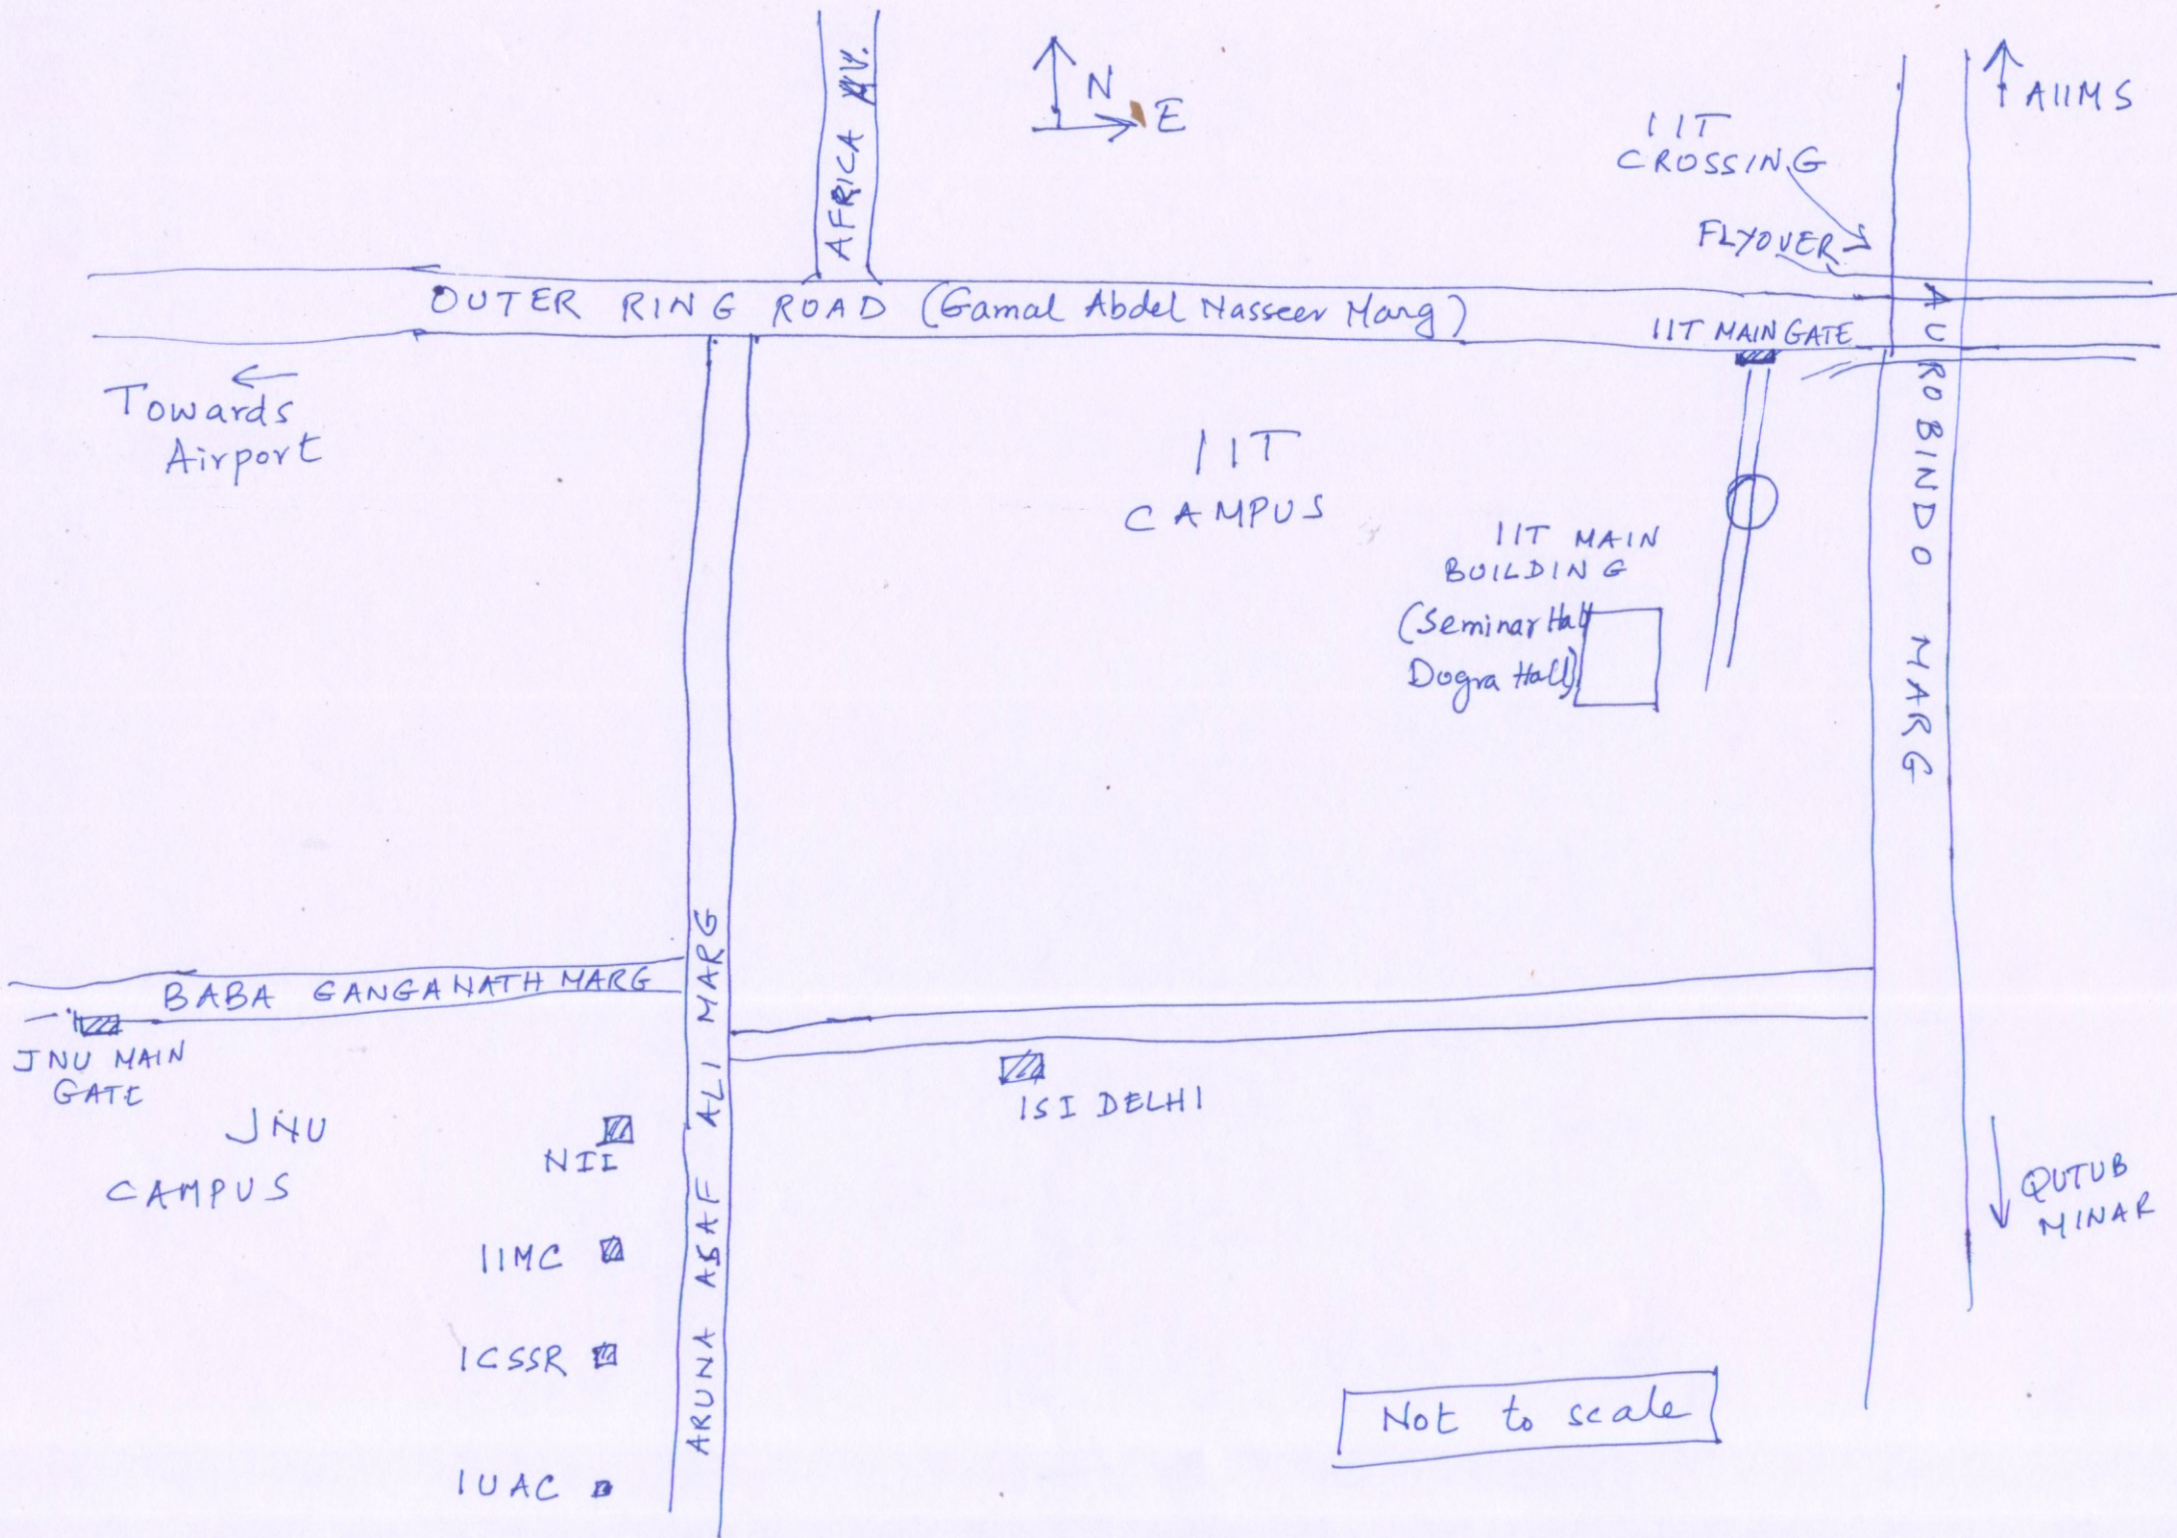 AFRICA AV.
N
E
AIIMS
IIT
CROSSING
FLYOVER
OUTER RING ROAD (Gamal Abdel Nasseer Marg)
IIT MAIN GATE
Towards
Airport
IIT
CAMPUS
AUROBINDO MARG
IIT MAIN
BUILDING
(Seminar Hall
Dogra Hall)
BABA GANGANATH MARG
ARUNA ASAF ALI MARG
JNU MAIN
GATE
JNU
CAMPUS
NII
ISI DELHI
IIMC
ICSSR
IUAC
QUTUB
MINAR
Not to scale